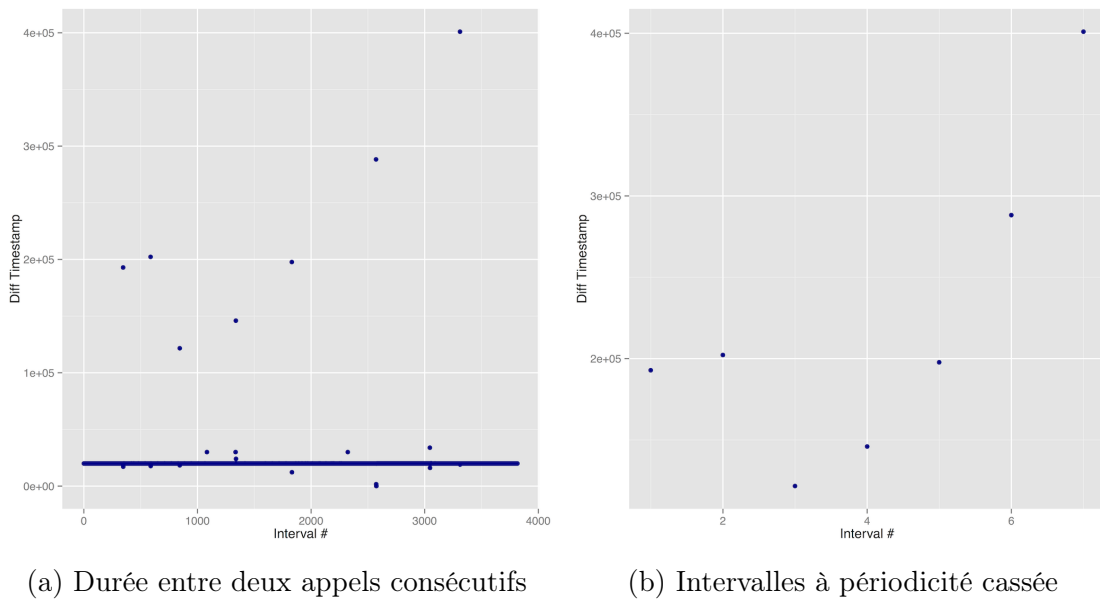 4e+05
3e+05
2e+05
1e+05
0e+00
Diff Timestamp
0 1000 2000 3000 4000
Interval #
(a) Durée entre deux appels consécutifs
4e+05
3e+05
2e+05
Diff Timestamp
2 4 6
Interval #
(b) Intervalles à périodicité cassée